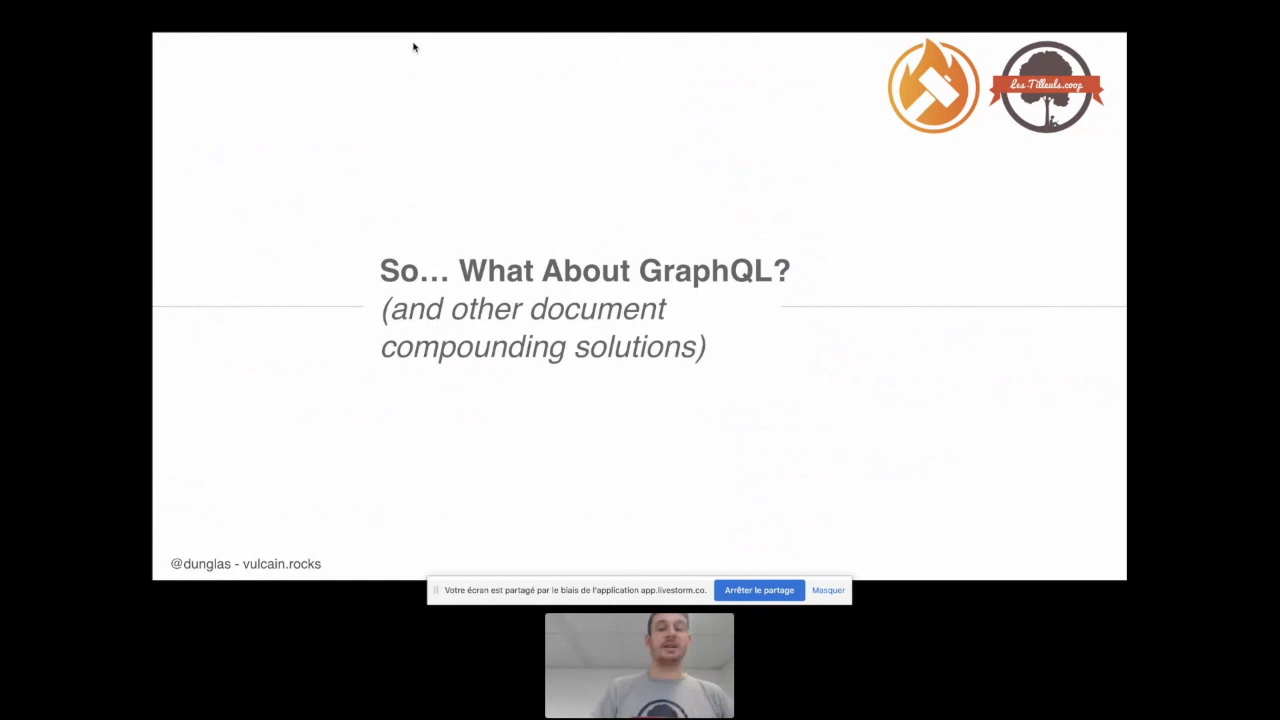 Les-Tilleuls.coop
So… What About GraphQL?
(and other document
compounding solutions)
@dunglas - vulcain.rocks
Votre écran est partagé par le biais de l'application app.livestorm.co.
Arrêter le partage
Masquer